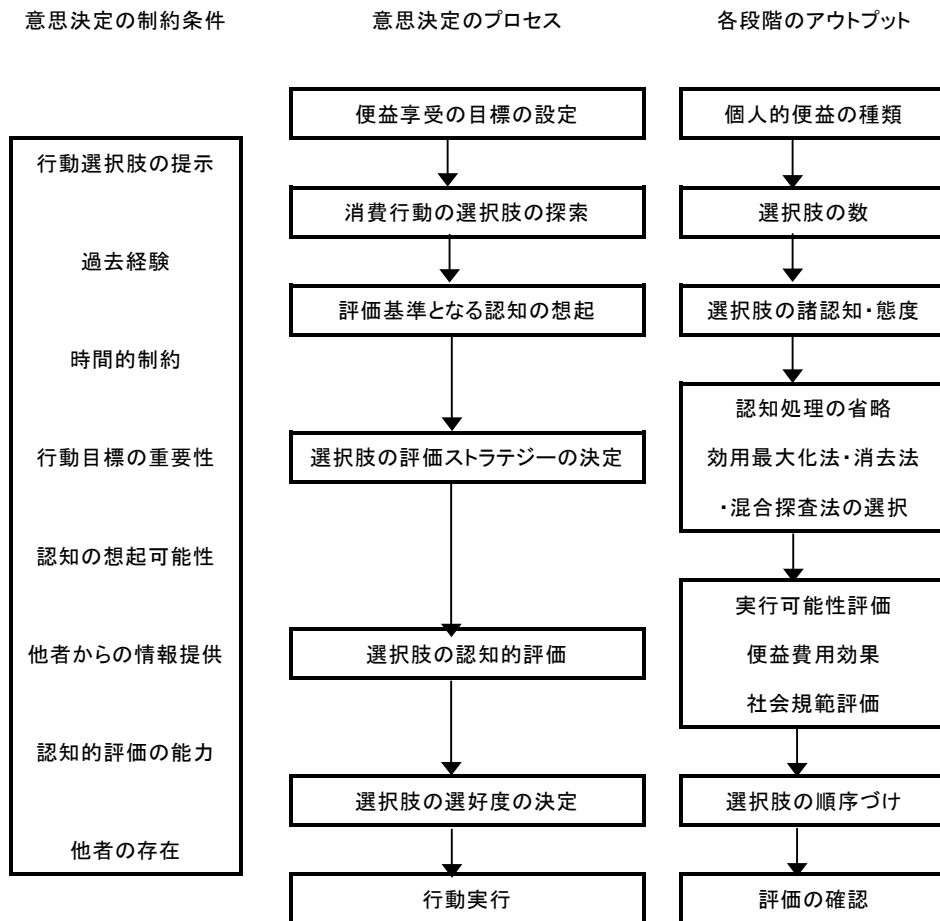 意思決定の制約条件
意思決定のプロセス
各段階のアウトプット
行動選択肢の提示
過去経験
時間的制約
行動目標の重要性
認知の想起可能性
他者からの情報提供
認知的評価の能力
他者の存在
便益享受の目標の設定
消費行動の選択肢の探索
評価基準となる認知の想起
選択肢の評価ストラテジーの決定
選択肢の認知的評価
選択肢の選好度の決定
行動実行
個人的便益の種類
選択肢の数
選択肢の諸認知・態度
認知処理の省略
効用最大化法・消去法
・混合探査法の選択
実行可能性評価
便益費用効果
社会規範評価
選択肢の順序づけ
評価の確認